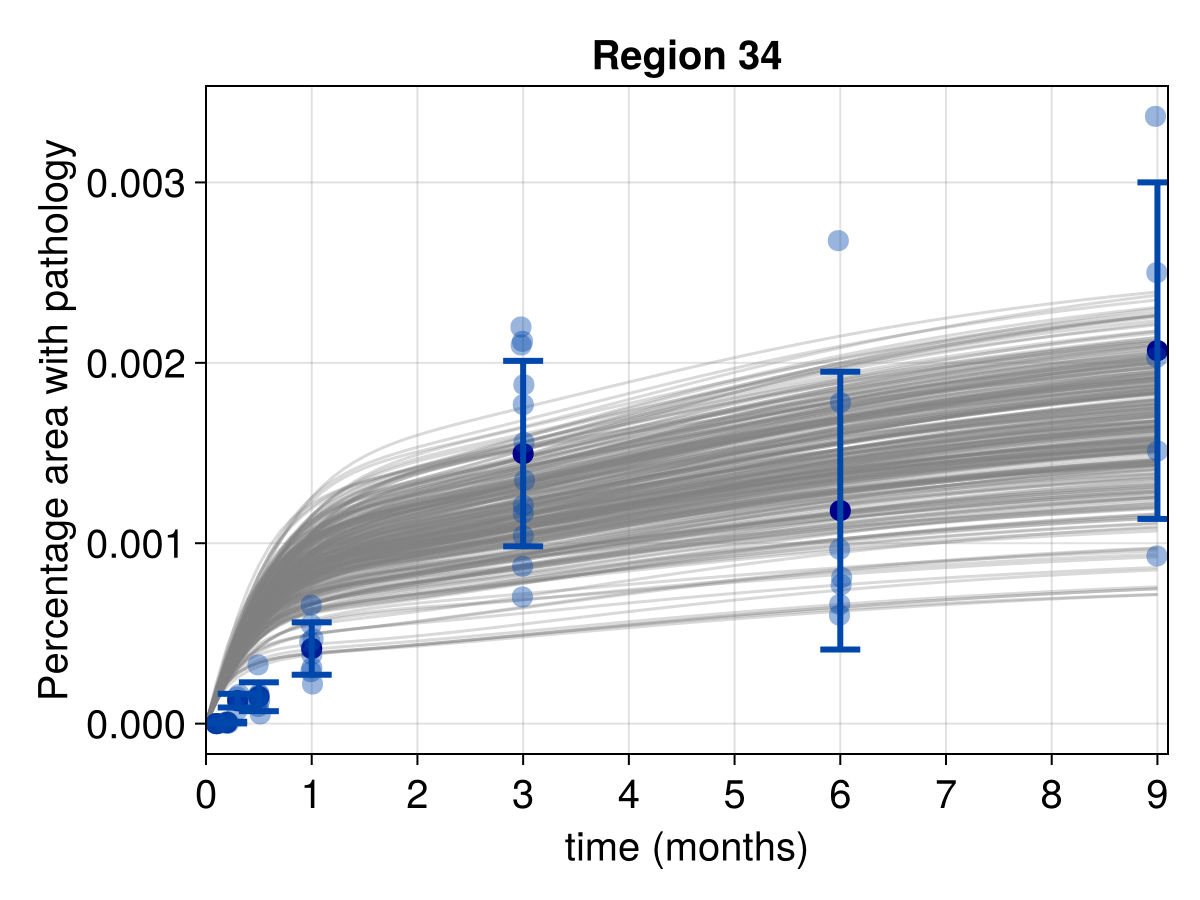 Region 34
Percentage area with pathology
0.003
0.002
0.001
0.000
0 1 2 3 4 5 6 7 8 9
time (months)